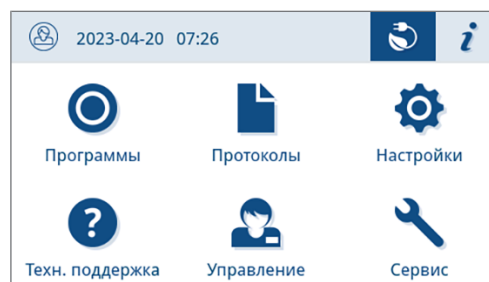 2023-04-20 07:26
i
Программы Протоколы Настройки
?
Техн. поддержка Управление Сервис